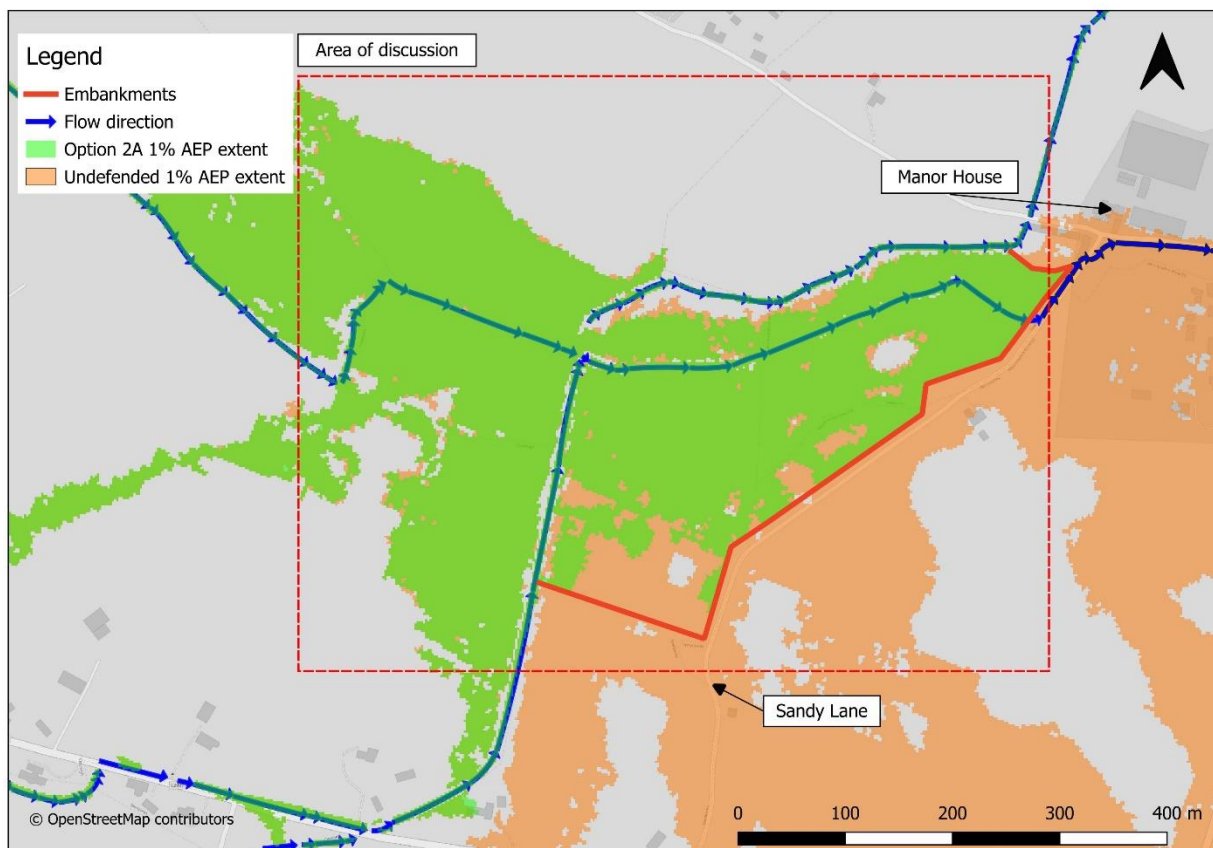 Legend
Embankments
Flow direction
Option 2A 1% AEP extent
Undefended 1% AEP extent
Area of discussion
Manor House
Sandy Lane
© OpenStreetMap contributors
0 100 200 300 400 m